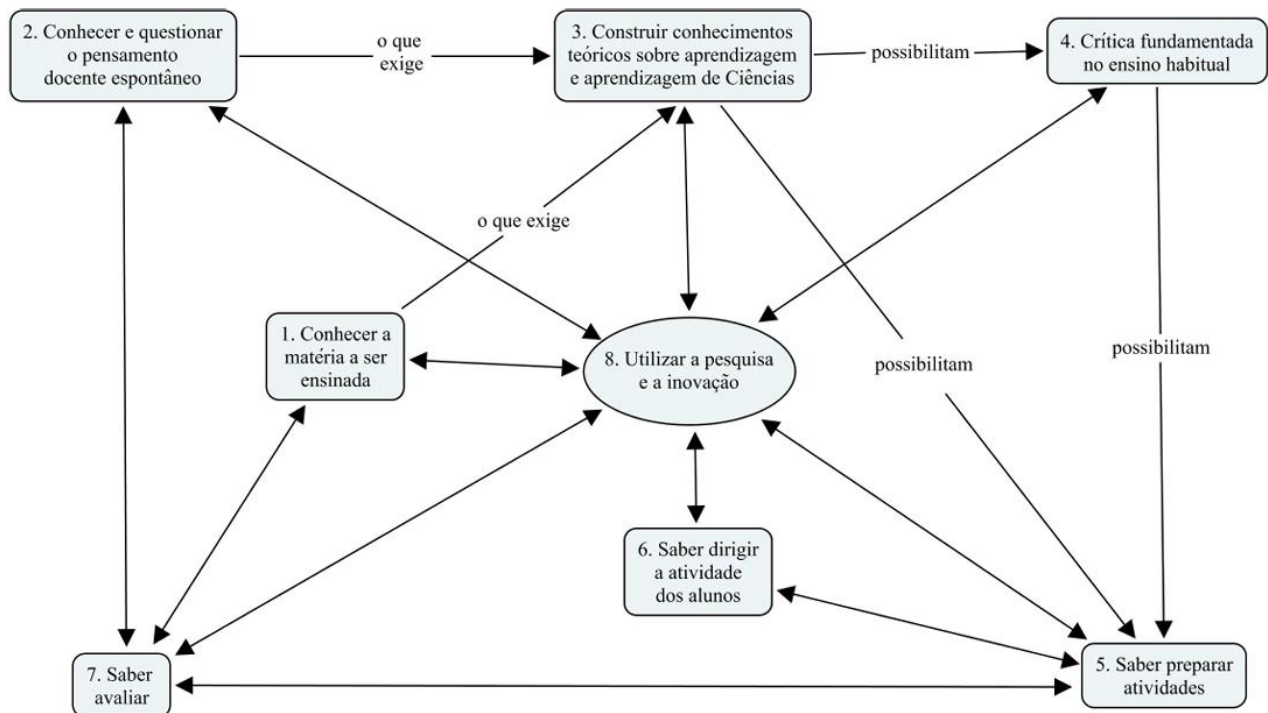 2. Conhecer e questionar
o pensamento
docente espontâneo
o que
exige
3. Construir conhecimentos
teóricos sobre aprendizagem
e aprendizagem de Ciências
possibilitam
4. Crítica fundamentada
no ensino habitual
o que exige
1. Conhecer a
matéria a ser
ensinada
8. Utilizar a pesquisa
e a inovação
possibilitam
possibilitam
6. Saber dirigir
a atividade
dos alunos
7. Saber
avaliar
5. Saber preparar
atividades